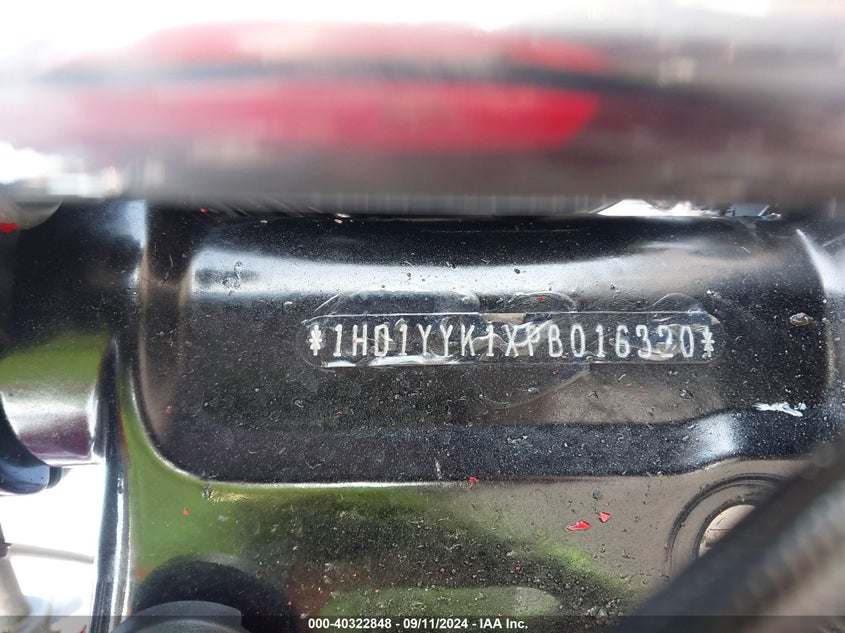 *1HD1YYK1XPB016320*
000-40322848 - 09/11/2024 - IAA Inc.